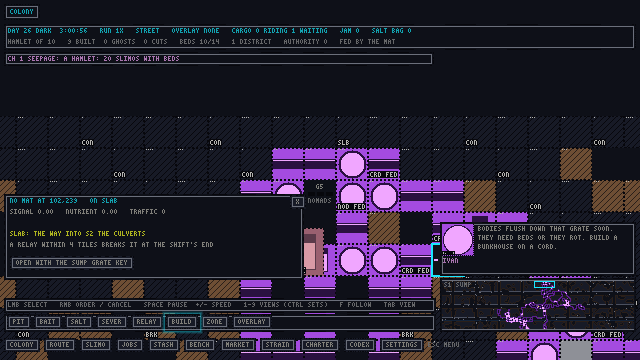 COLONY
DAY 26 DARK 3:00:56 RUN 1X STREET OVERLAY NONE CARGO 0 RIDING 1 WAITING JAM 0 SALT BAG 0
HAMLET OF 10 9 BUILT 0 GHOSTS 0 CUTS BEDS 10/14 1 DISTRICT AUTHORITY 0 FED BY THE MAT
CH 1 SEEPAGE: A HAMLET: 20 SLIMOS WITH BEDS
SLB
CON CON CON CON
CON CON CRD FED
G5
NO MAT AT 102,239 ON SLAB X NOMADS NOD FED
SIGNAL 0.00 NUTRIENT 0.00 TRAFFIC 0
SLAB: THE WAY INTO S2 THE CULVERTS
A RELAY WITHIN 4 TILES BREAKS IT AT THE SHIFT'S END
OPEN WITH THE SUMP GRATE KEY
CRD FED
BODIES FLUSH DOWN THAT GRATE SOON. THEY NEED BEDS OR THEY ROT. BUILD A BUNKHOUSE ON A CORD.
IVAN
S1 SUMP
LMB SELECT RMB ORDER / CANCEL SPACE PAUSE +/- SPEED 1-9 VIEWS (CTRL SETS) F FOLLOW TAB VIEW
PIT BAIT SALT SEVER RELAY BUILD ZONE OVERLAY
CON BRK BRK
COLONY ROUTE SLIMO JOBS STASH BENCH MARKET STRAIN CHARTER CODEX SETTINGS ESC MENU